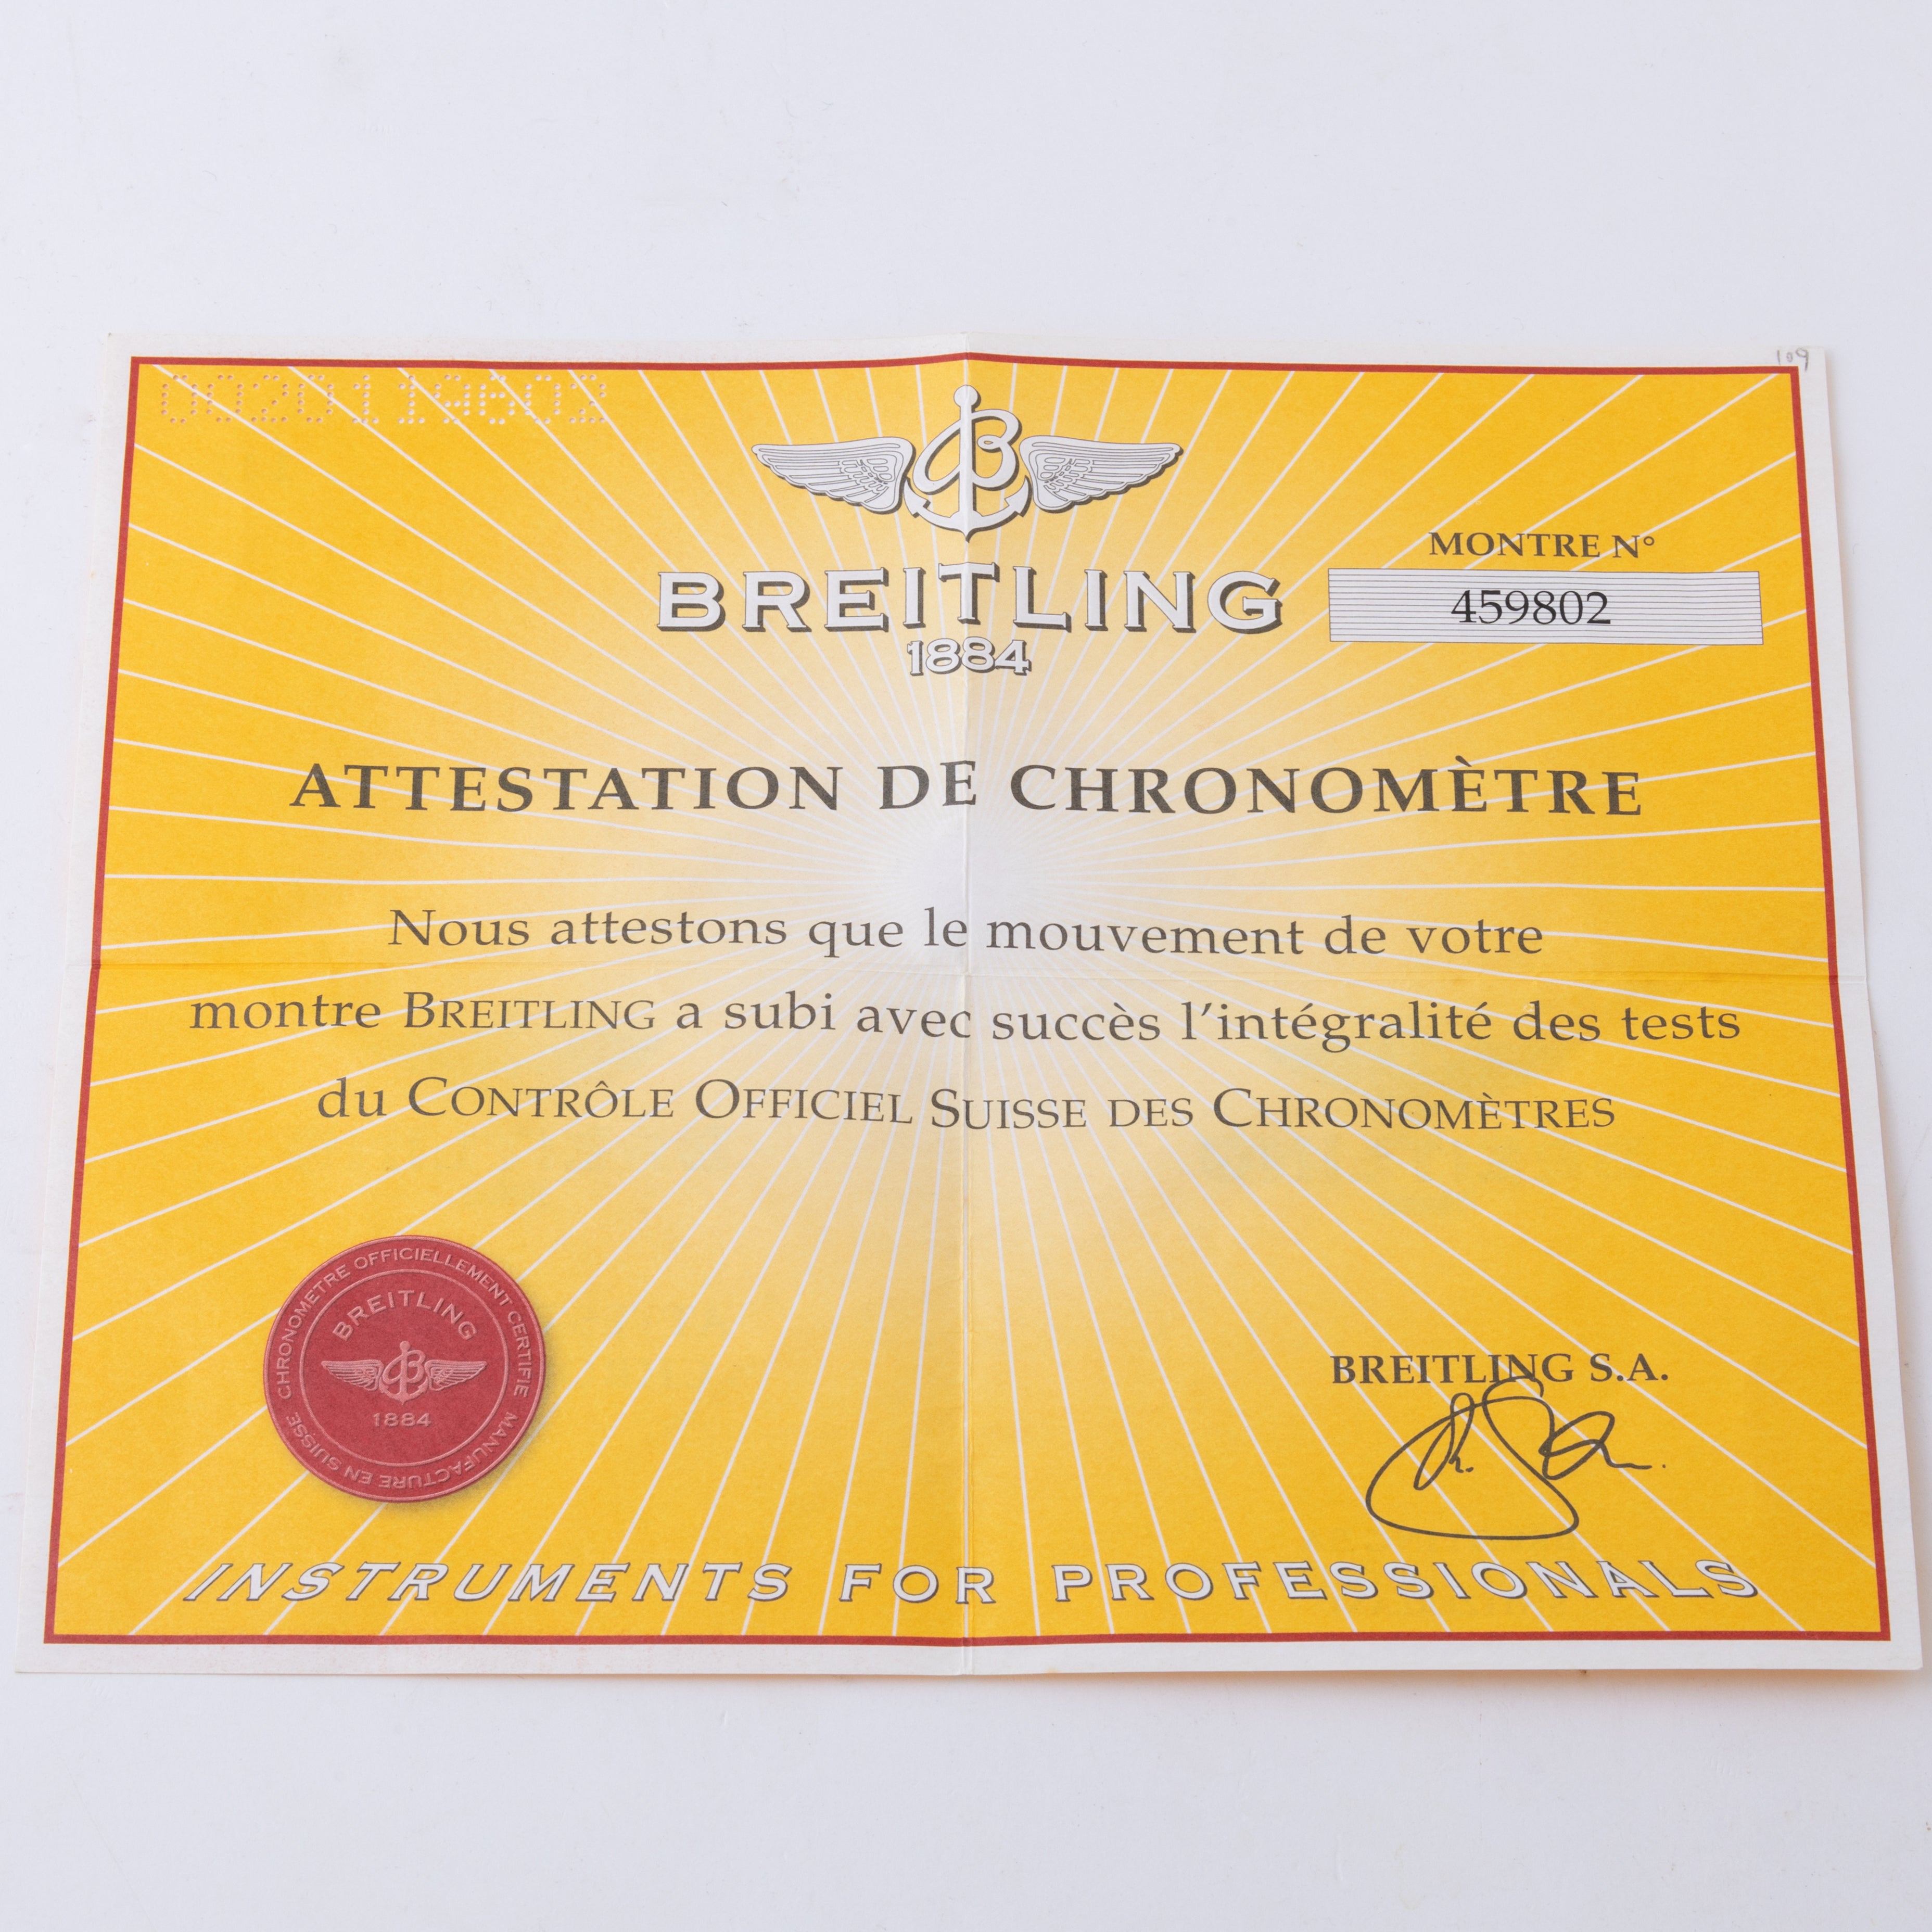 109
0020119602
MONTRE N°
459802
BREITLING
1884
ATTESTATION DE CHRONOMÈTRE
Nous attestons que le mouvement de votre
montre BREITLING a subi avec succès l'intégralité des tests
du CONTRÔLE OFFICIEL SUISSE DES CHRONOMÈTRES
CHRONOMETRE OFFICIELLEMENT CERTIFIE
MANUFACTURE EN SUISSE
BREITLING
1884
BREITLING S.A.
INSTRUMENTS FOR PROFESSIONALS